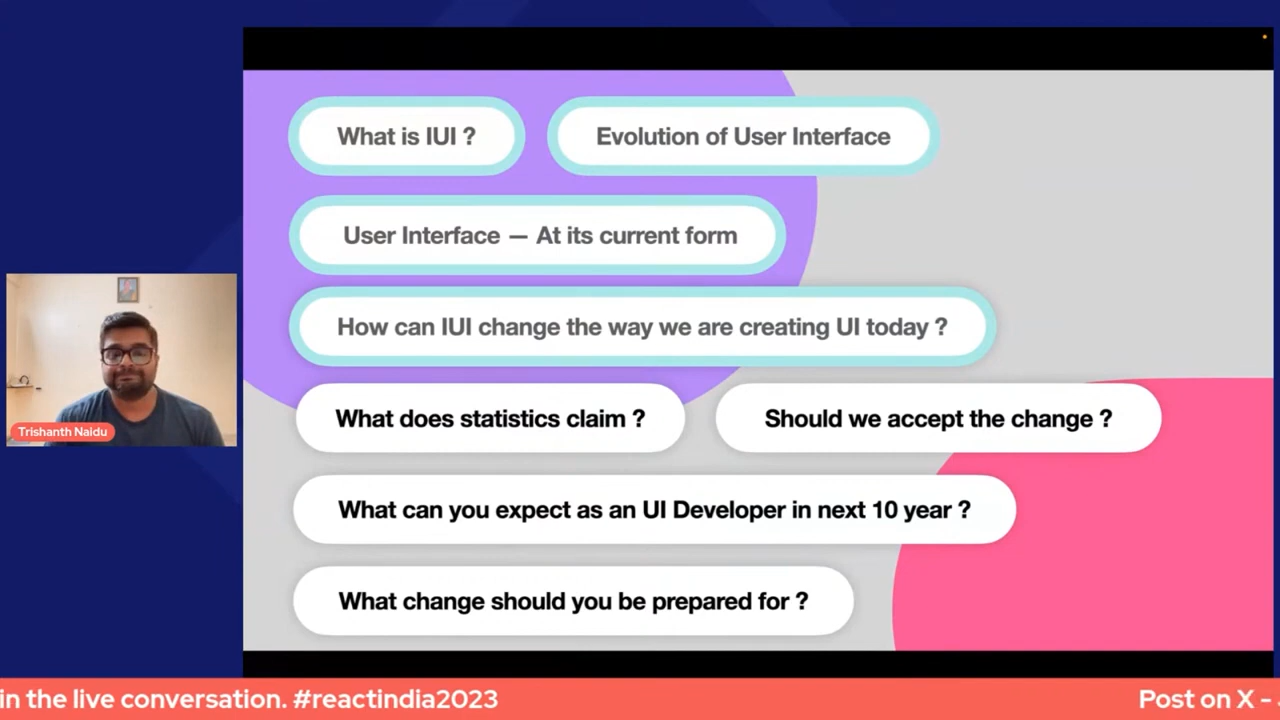 What is IUI ?
Evolution of User Interface
User Interface — At its current form
How can IUI change the way we are creating UI today ?
What does statistics claim ?
Should we accept the change ?
What can you expect as an UI Developer in next 10 year ?
What change should you be prepared for ?
Trishanth Naidu
in the live conversation. #reactindia2023
Post on X -